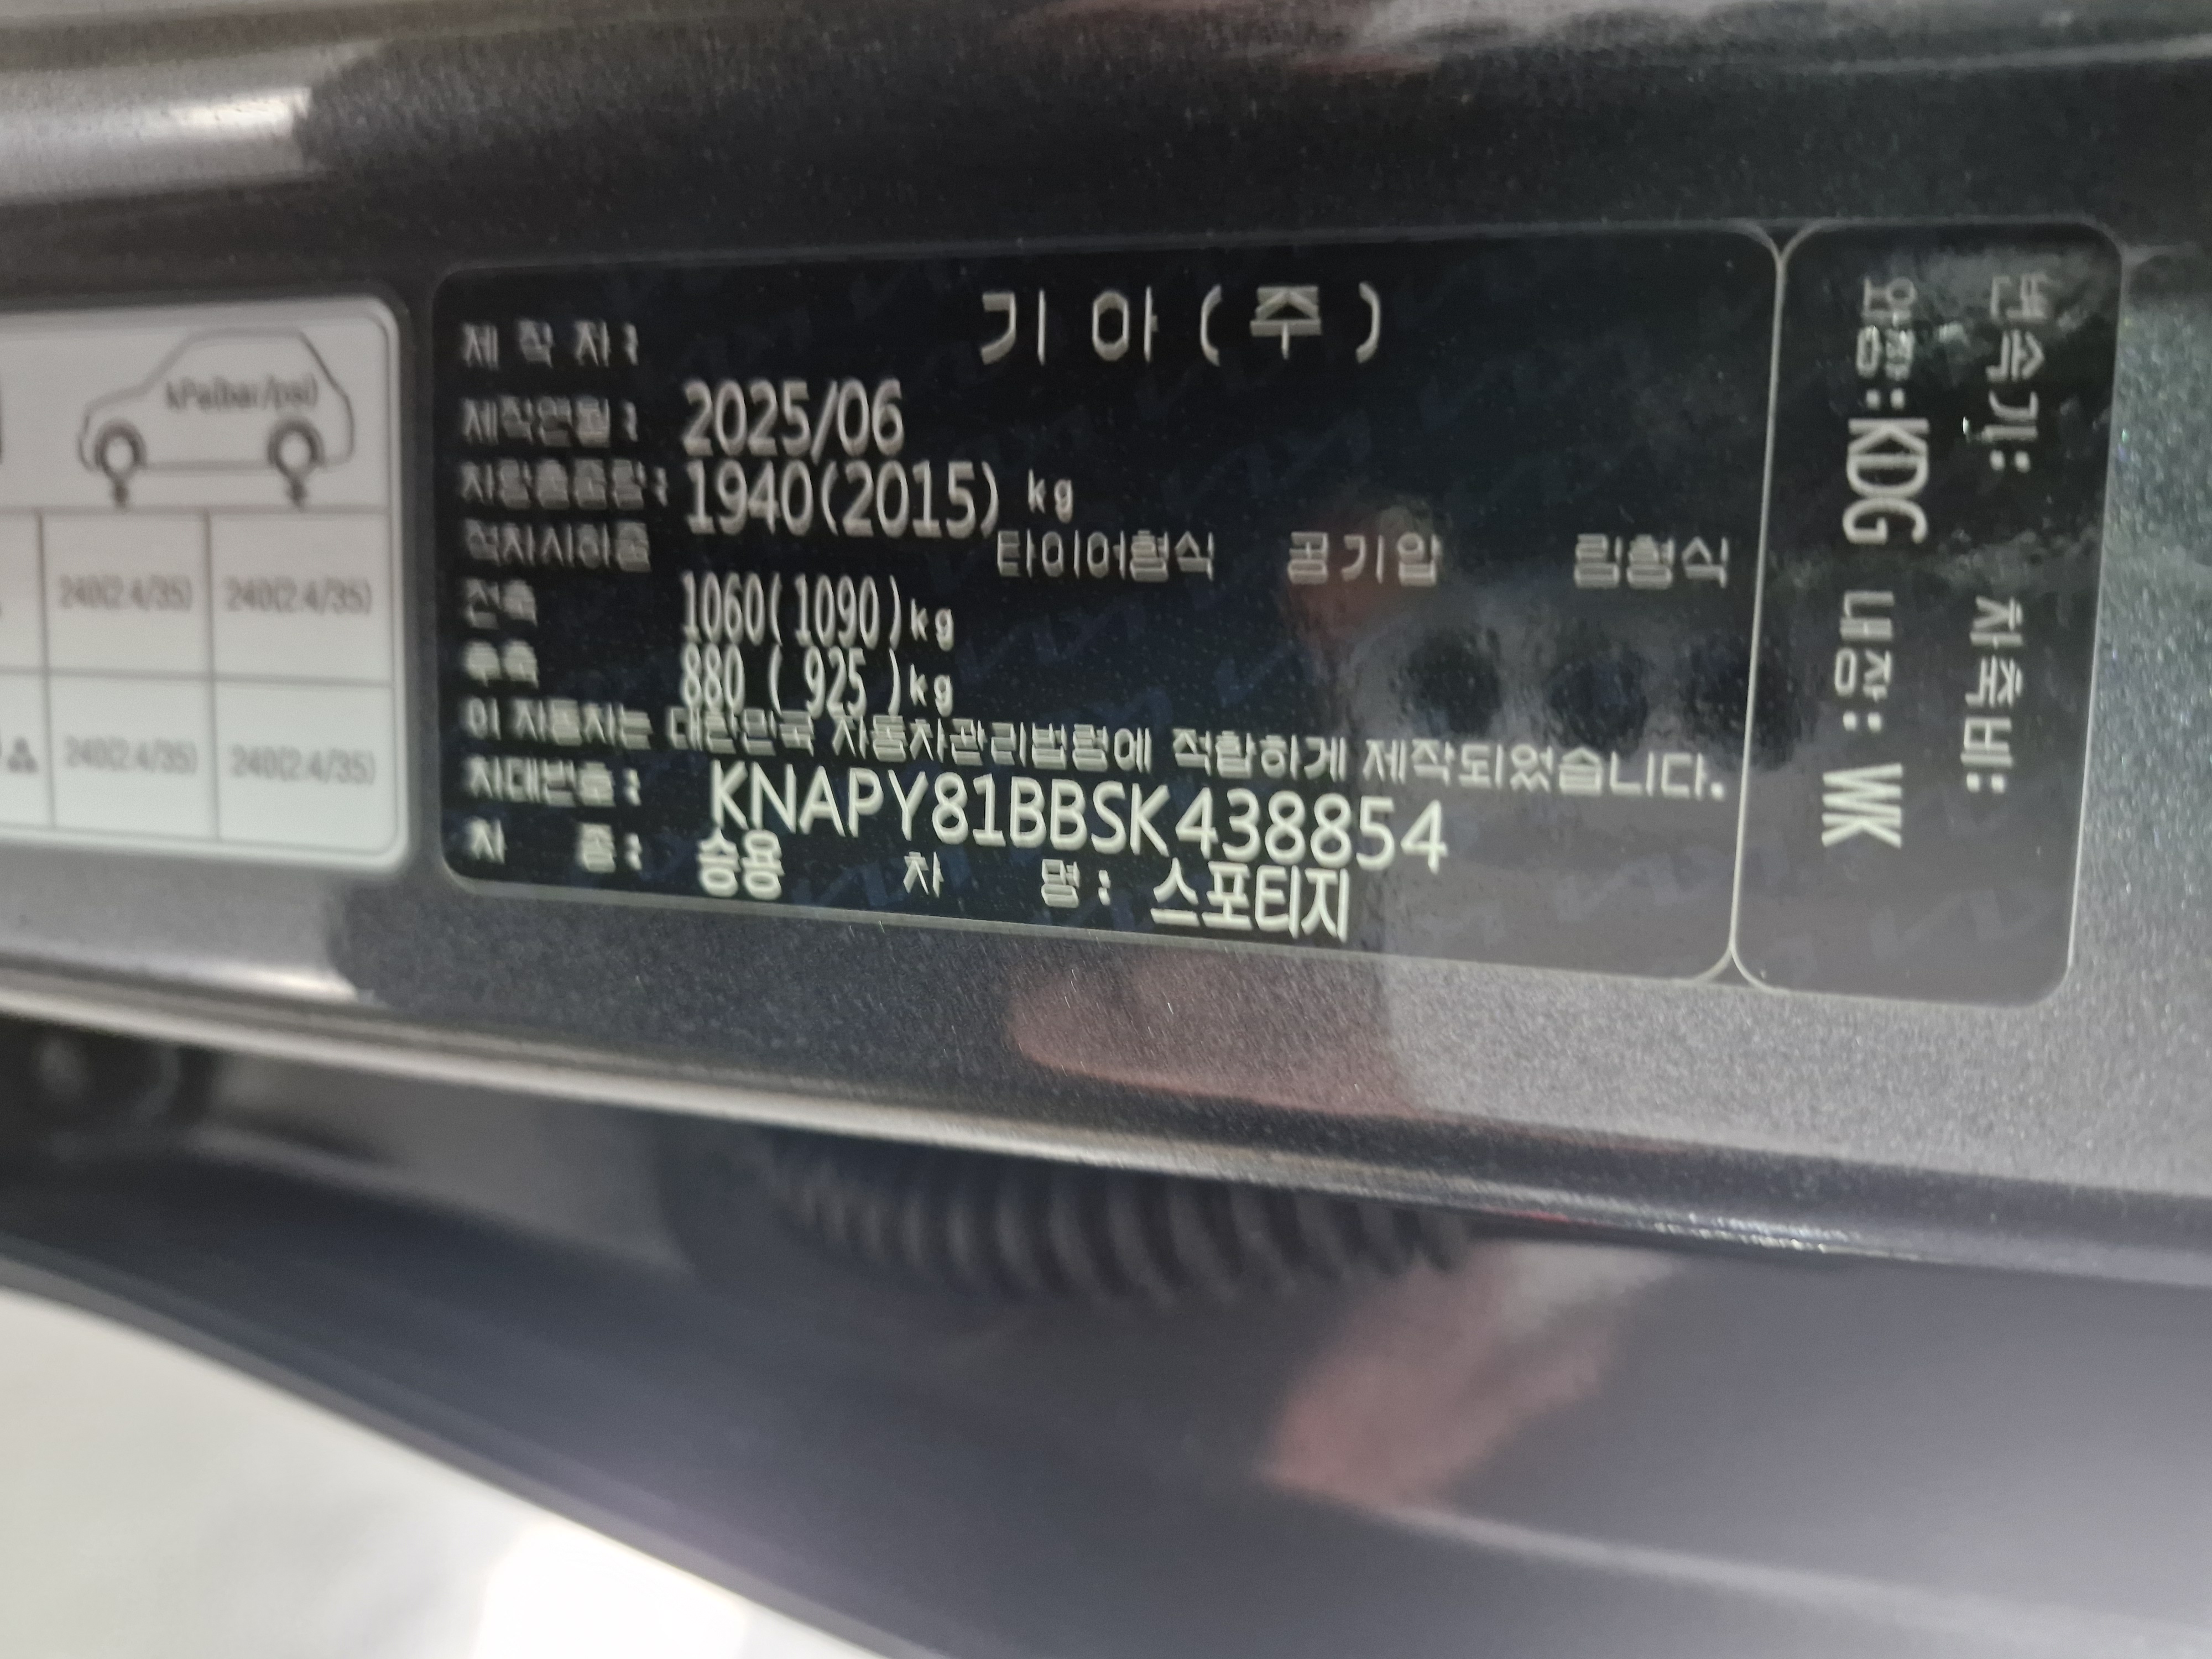 kPa(bar/psi)
240(2.4/35) 240(2.4/35)
240(2.4/35) 240(2.4/35)
제 작 자: 기 아 ( 주 )
제작연월: 2025/06
차량총중량: 1940(2015) kg
적차시하중 타이어형식 공기압 림형식
전축 1060( 1090 )kg
후축 880 ( 925 )kg
이 자동차는 대한민국 자동차관리법령에 적합하게 제작되었습니다.
차대번호: KNAPY81BBSK438854
차 종: 승용 차 명: 스포티지
변속기: 차축비:
외장:KDG 내장: WK